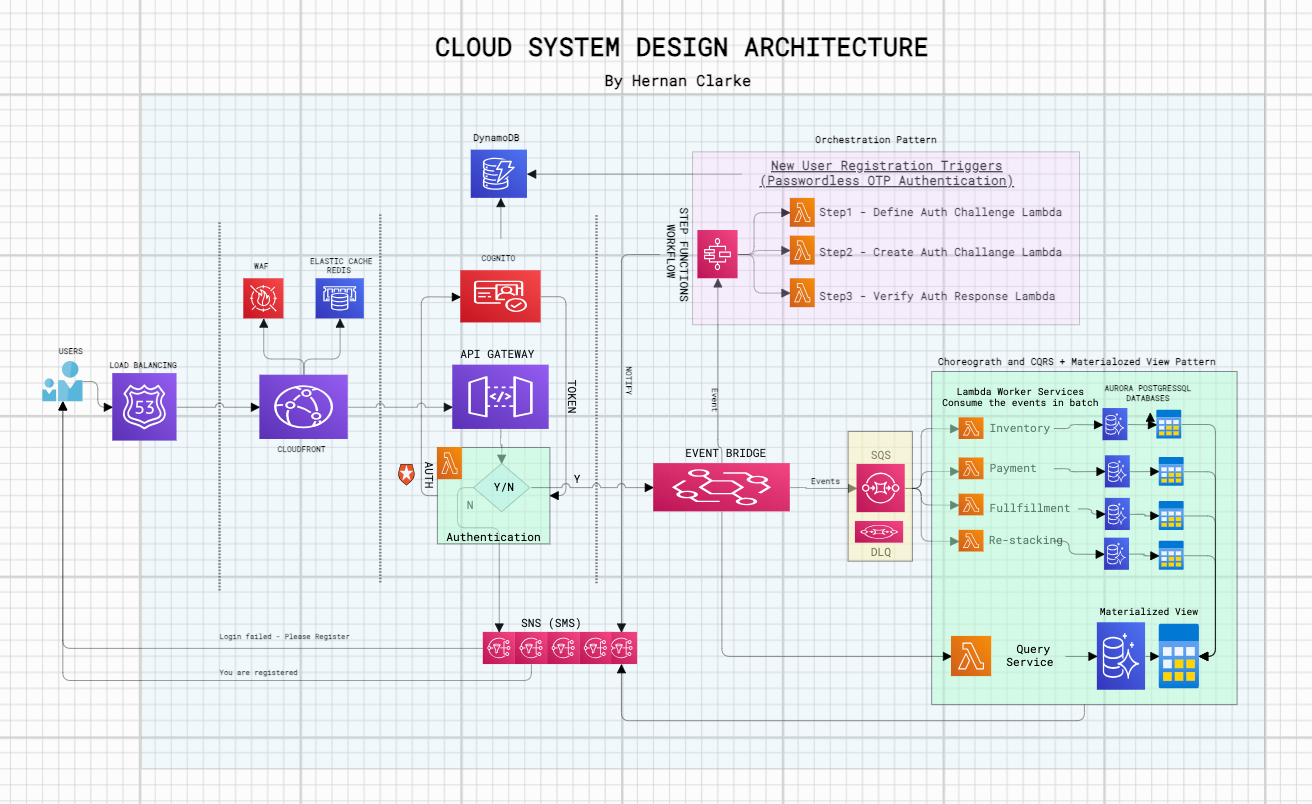 CLOUD SYSTEM DESIGN ARCHITECTURE
By Hernan Clarke
DynamoDB
Orchestration Pattern
New User Registration Triggers
(Passwordless OTP Authentication)
STEP FUNCTIONS
WORKFLOW
Step1 - Define Auth Challenge Lambda
Step2 - Create Auth Challange Lambda
Step3 - Verify Auth Response Lambda
WAF
ELASTIC CACHE
REDIS
COGNITO
USERS
LOAD BALANCING
53
CLOUDFRONT
API GATEWAY
TOKEN
NOTIFY
Event
AUTH
Y/N
N
Y
Authentication
EVENT BRIDGE
Events
SQS
DLQ
Choreograth and CQRS + Materialozed View Pattern
Lambda Worker Services
Consume the events in batch
AURORA POSTGRESSQL
DATABASES
Inventory
Payment
Fullfillment
Re-stacking
Materialized View
Query
Service
SNS (SMS)
Login failed - Please Register
You are registered